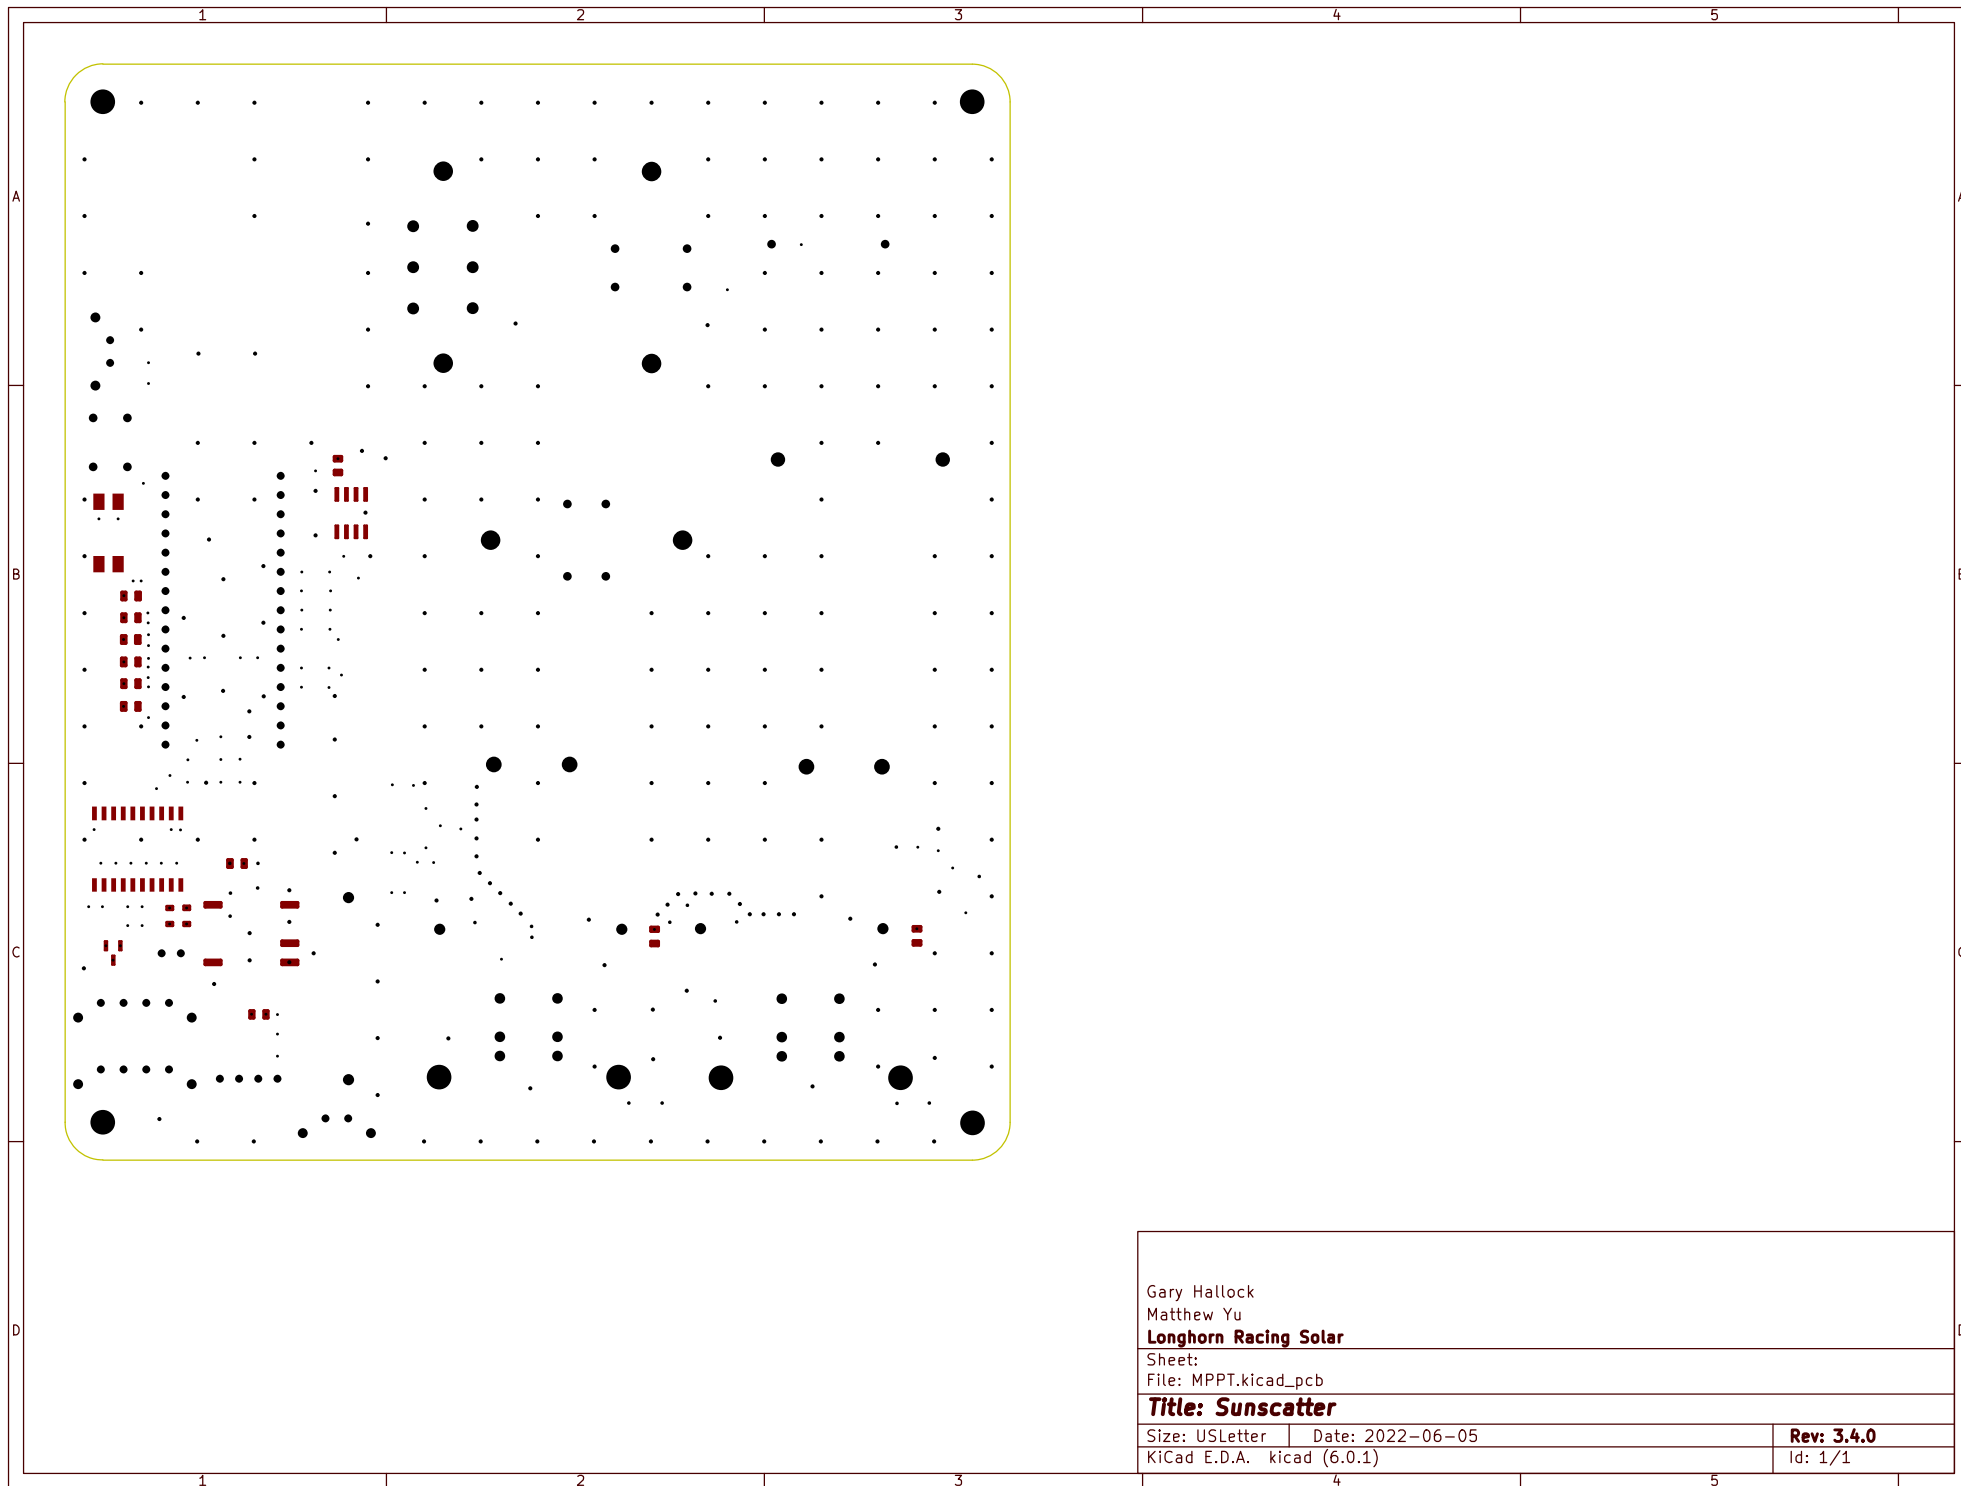 1 2 3 4 5
A A
B B
C C
D D
Gary Hallock
Matthew Yu
Longhorn Racing Solar
Sheet:
File: MPPT.kicad_pcb
Title: Sunscatter
Size: USLetter Date: 2022-06-05 Rev: 3.4.0
KiCad E.D.A. kicad (6.0.1) Id: 1/1
1 2 3 4 5